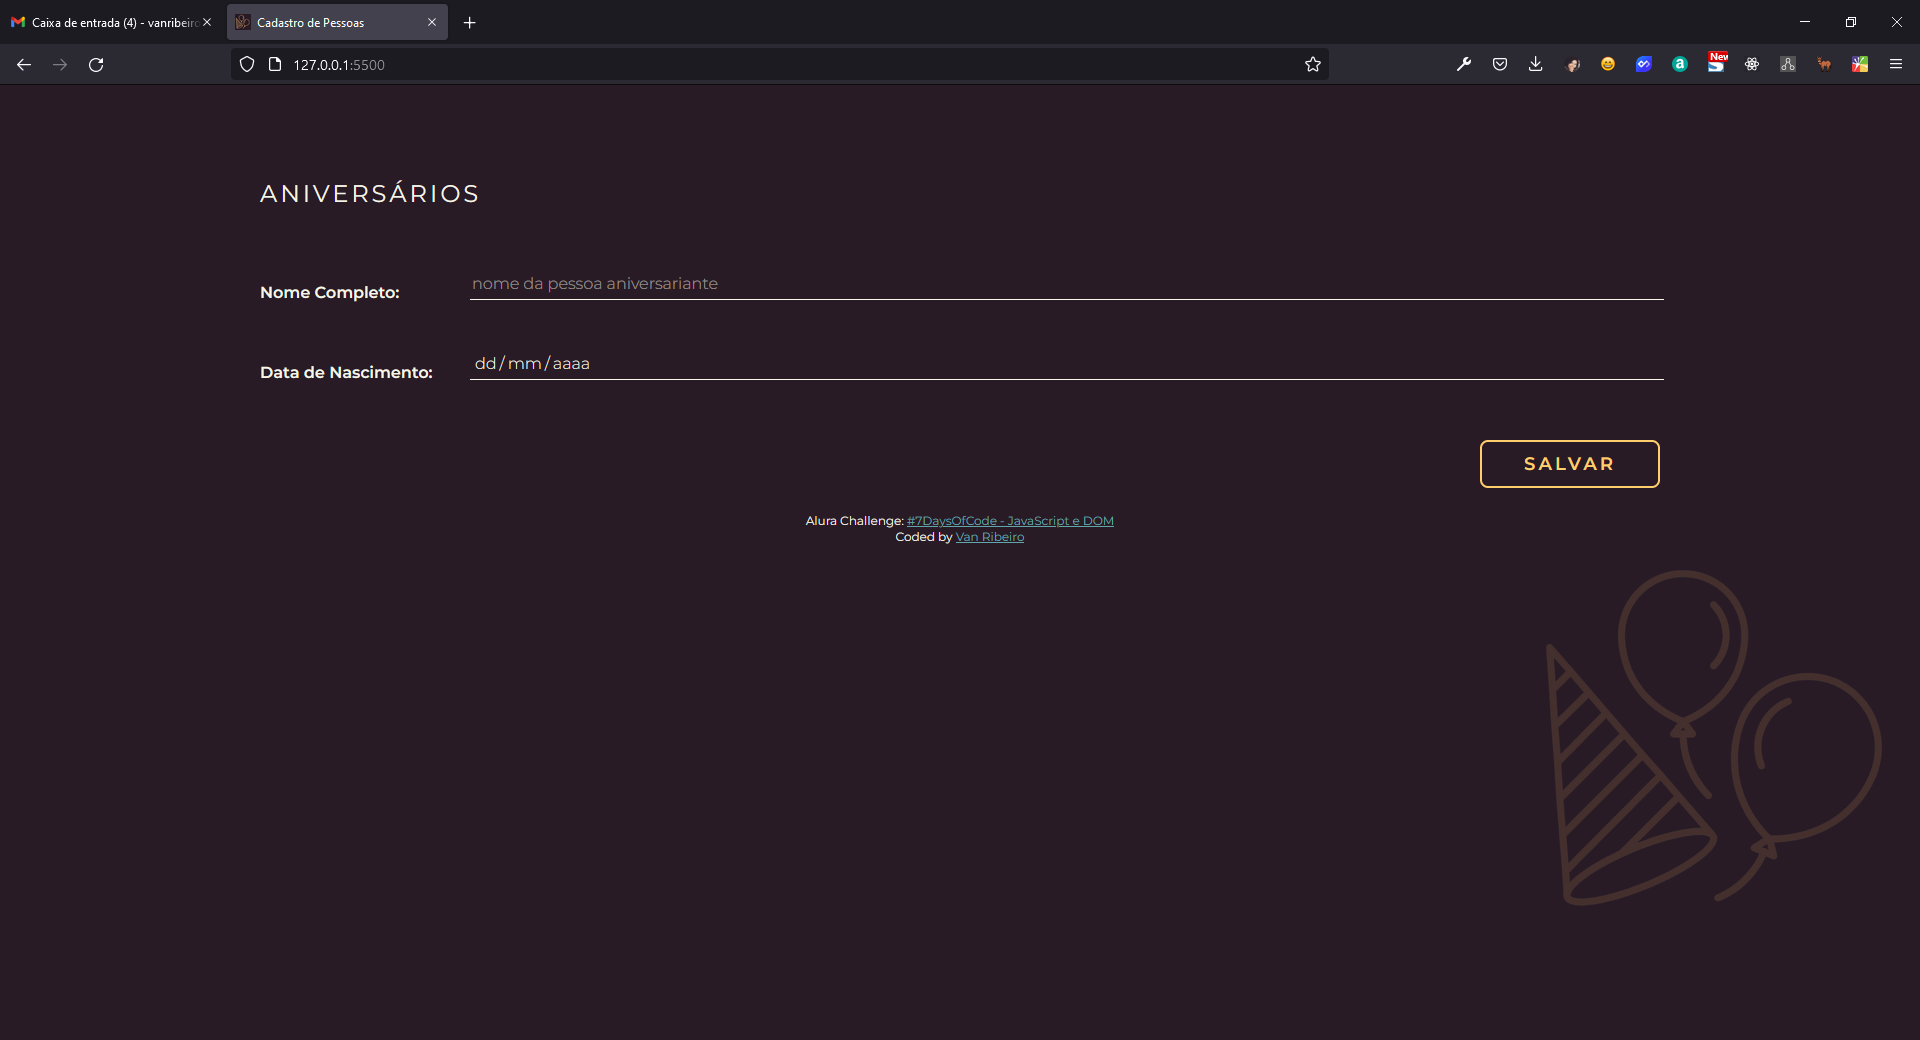 Caixa de entrada (4) - vanribeiro
Cadastro de Pessoas
127.0.0.1:5500
New
ANIVERSÁRIOS
Nome Completo:
nome da pessoa aniversariante
Data de Nascimento:
dd/mm/aaaa
SALVAR
Alura Challenge: #7DaysOfCode - JavaScript e DOM
Coded by Van Ribeiro